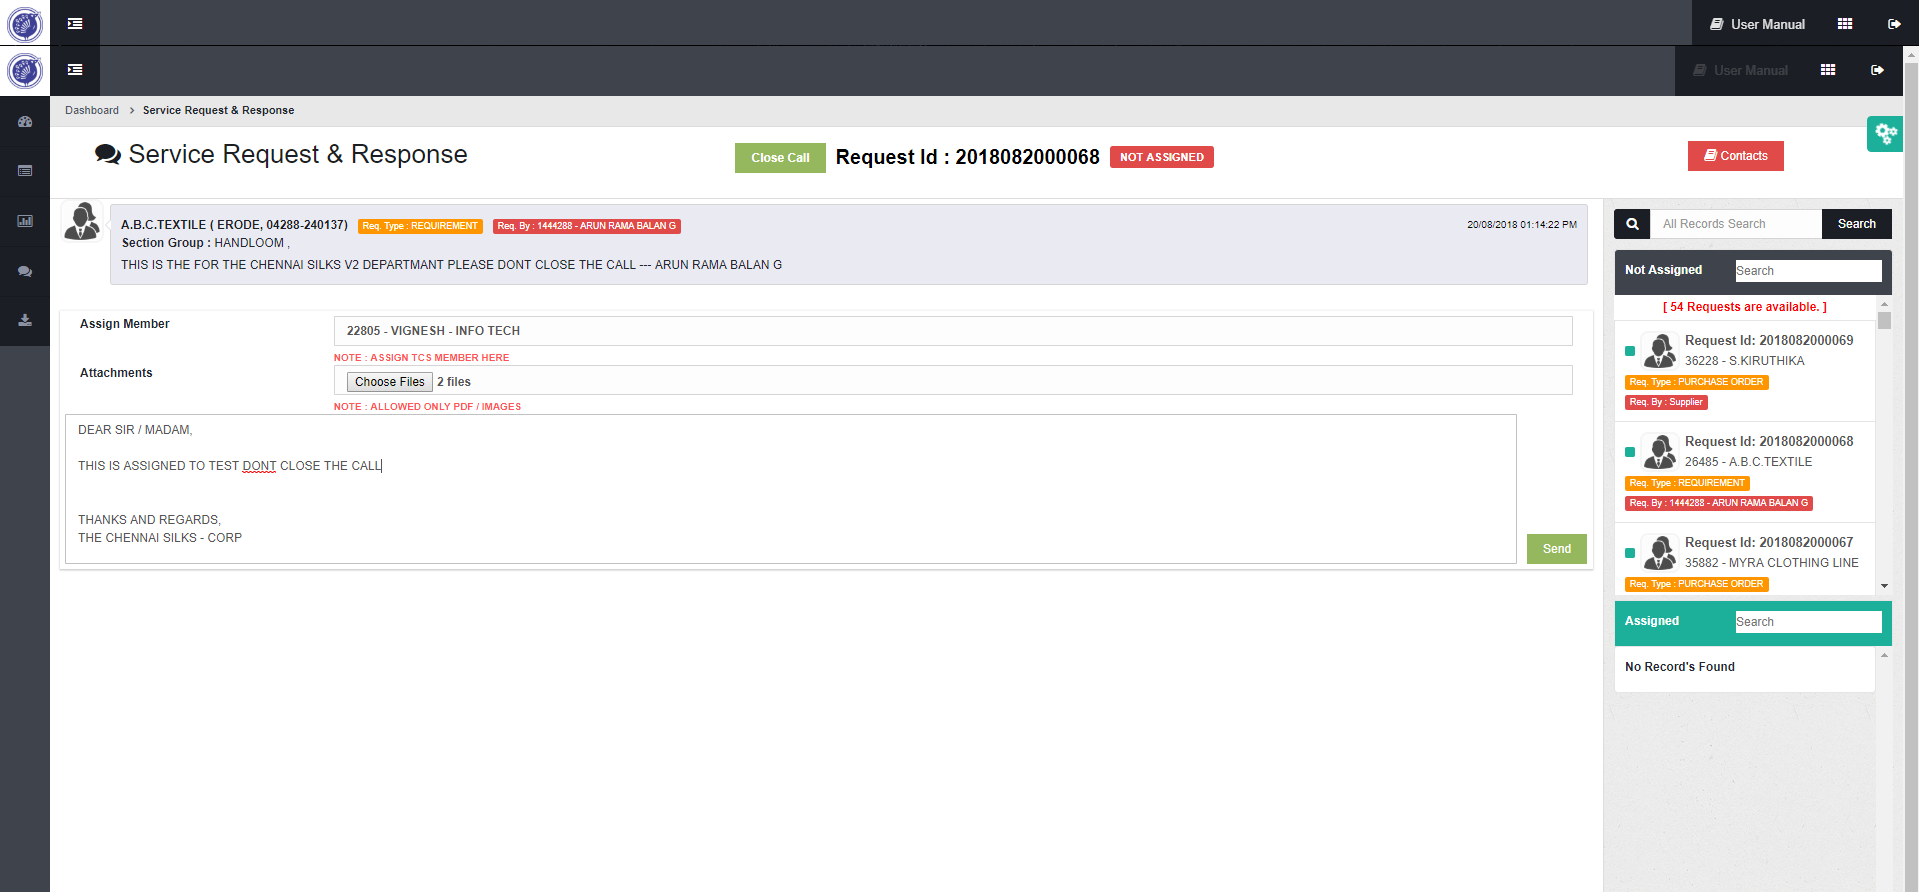 User Manual
User Manual
Dashboard > Service Request & Response
Service Request & Response
Close Call
Request Id : 2018082000068
NOT ASSIGNED
Contacts
A.B.C.TEXTILE ( ERODE, 04288-240137)
Req. Type : REQUIREMENT
Req. By : 1444288 - ARUN RAMA BALAN G
20/08/2018 01:14:22 PM
Section Group : HANDLOOM ,
THIS IS THE FOR THE CHENNAI SILKS V2 DEPARTMANT PLEASE DONT CLOSE THE CALL --- ARUN RAMA BALAN G
Assign Member
22805 - VIGNESH - INFO TECH
NOTE : ASSIGN TCS MEMBER HERE
Attachments
Choose Files 2 files
NOTE : ALLOWED ONLY PDF / IMAGES
DEAR SIR / MADAM,
THIS IS ASSIGNED TO TEST DONT CLOSE THE CALL
THANKS AND REGARDS,
THE CHENNAI SILKS - CORP
Send
All Records Search
Search
Not Assigned
Search
[ 54 Requests are available. ]
Request Id: 2018082000069
36228 - S.KIRUTHIKA
Req. Type : PURCHASE ORDER
Req. By : Supplier
Request Id: 2018082000068
26485 - A.B.C.TEXTILE
Req. Type : REQUIREMENT
Req. By : 1444288 - ARUN RAMA BALAN G
Request Id: 2018082000067
35882 - MYRA CLOTHING LINE
Req. Type : PURCHASE ORDER
Assigned
Search
No Record's Found